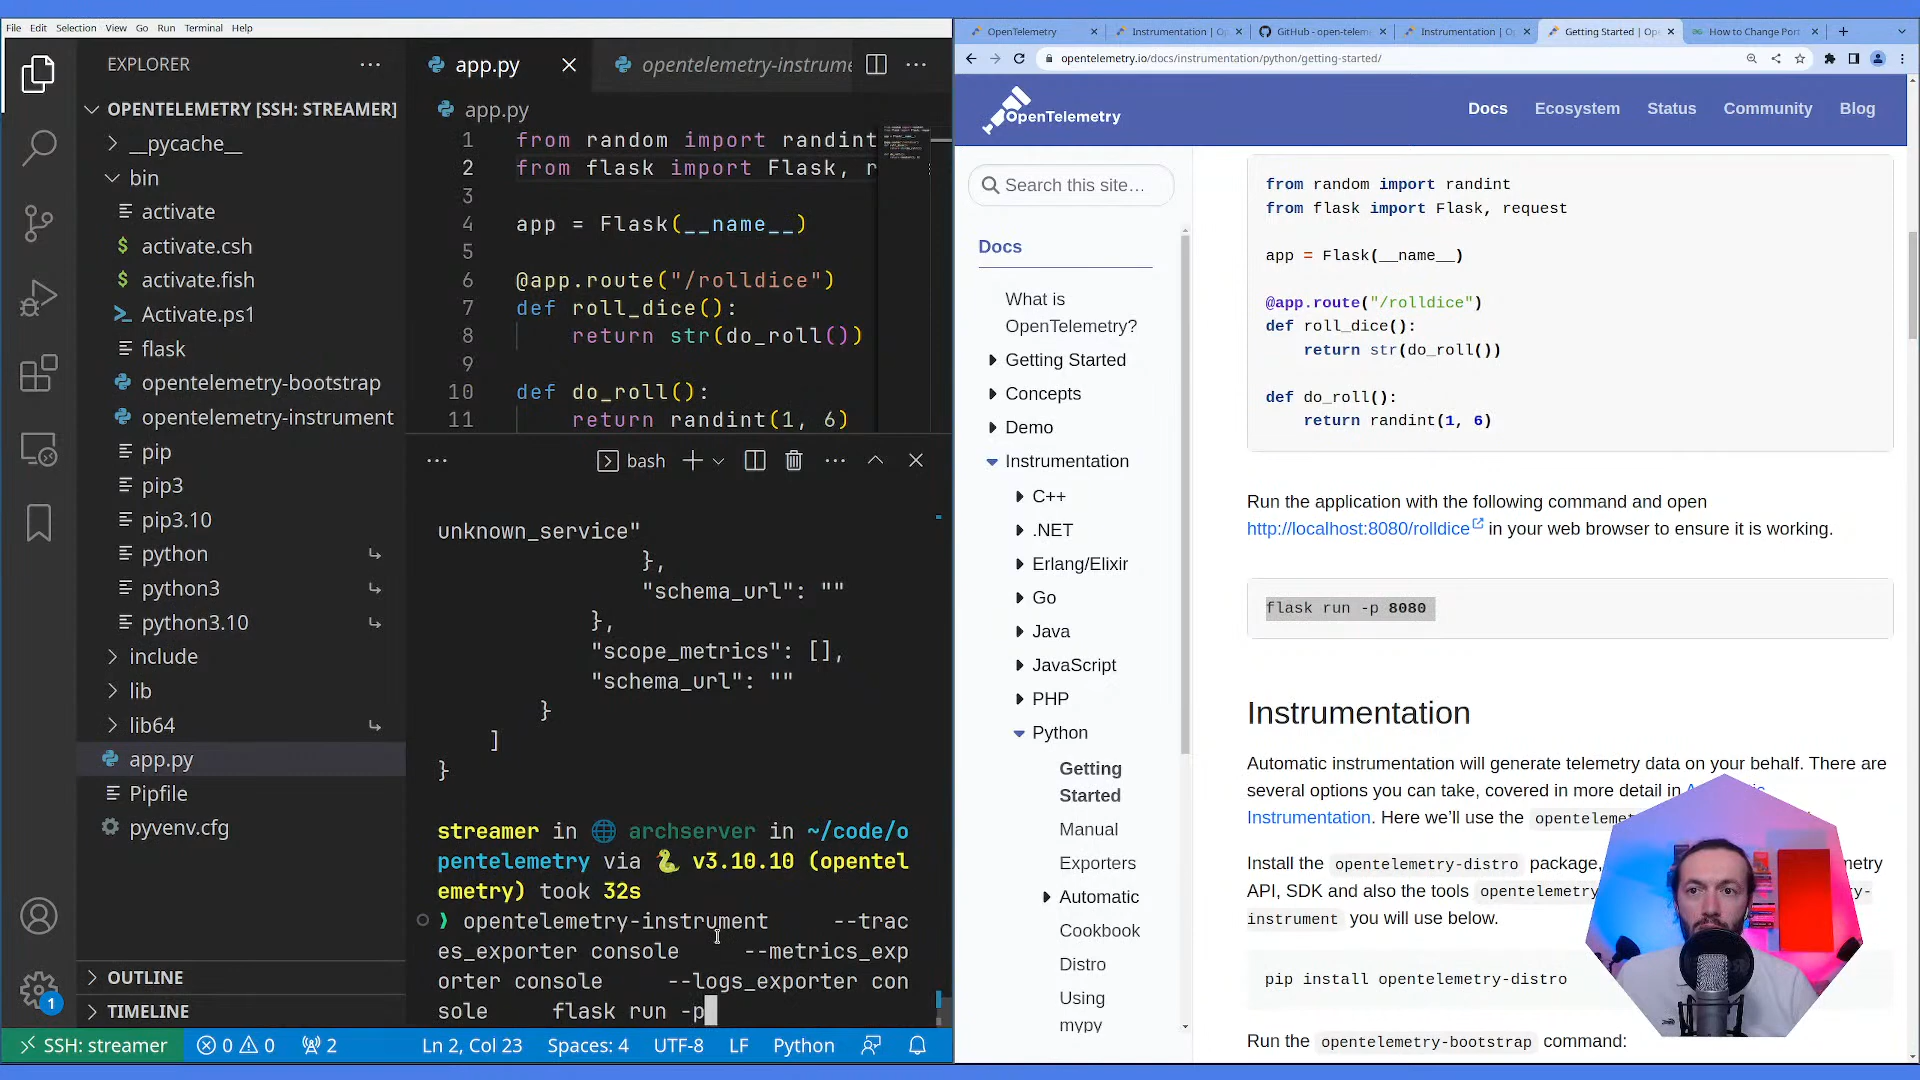 File Edit Selection View Go Run Terminal Help
EXPLORER
OPENTELEMETRY [SSH: STREAMER]
__pycache__
bin
activate
activate.csh
activate.fish
Activate.ps1
flask
opentelemetry-bootstrap
opentelemetry-instrument
pip
pip3
pip3.10
python
python3
python3.10
include
lib
lib64
app.py
Pipfile
pyvenv.cfg
OUTLINE
TIMELINE
1
app.py
opentelemetry-instrume
app.py
1 from random import randint
2 from flask import Flask, r
3
4 app = Flask(__name__)
5
6 @app.route("/rolldice")
7 def roll_dice():
8 return str(do_roll())
9
10 def do_roll():
11 return randint(1, 6)
bash
unknown_service"
},
"schema_url": ""
},
"scope_metrics": [],
"schema_url": ""
}
]
}
streamer in 🌐 archserver in ~/code/o
pentelemetry via 🐍 v3.10.10 (opentel
emetry) took 32s
❯ opentelemetry-instrument --trac
es_exporter console --metrics_exp
orter console --logs_exporter con
sole flask run -p
SSH: streamer 0 0 2 Ln 2, Col 23 Spaces: 4 UTF-8 LF Python
OpenTelemetry
Instrumentation | Op
GitHub - open-telem
Instrumentation | O
Getting Started | Op
How to Change Port
opentelemetry.io/docs/instrumentation/python/getting-started/
OpenTelemetry
Docs Ecosystem Status Community Blog
Search this site…
Docs
What is
OpenTelemetry?
Getting Started
Concepts
Demo
Instrumentation
C++
.NET
Erlang/Elixir
Go
Java
JavaScript
PHP
Python
Getting
Started
Manual
Exporters
Automatic
Cookbook
Distro
Using
mypy
from random import randint
from flask import Flask, request
app = Flask(__name__)
@app.route("/rolldice")
def roll_dice():
return str(do_roll())
def do_roll():
return randint(1, 6)
Run the application with the following command and open
http://localhost:8080/rolldice in your web browser to ensure it is working.
flask run -p 8080
Instrumentation
Automatic instrumentation will generate telemetry data on your behalf. There are
several options you can take, covered in more detail in
Instrumentation. Here we'll use the
Install the opentelemetry-distro package,
API, SDK and also the tools
instrument you will use below.
pip install opentelemetry-distro
Run the opentelemetry-bootstrap command: